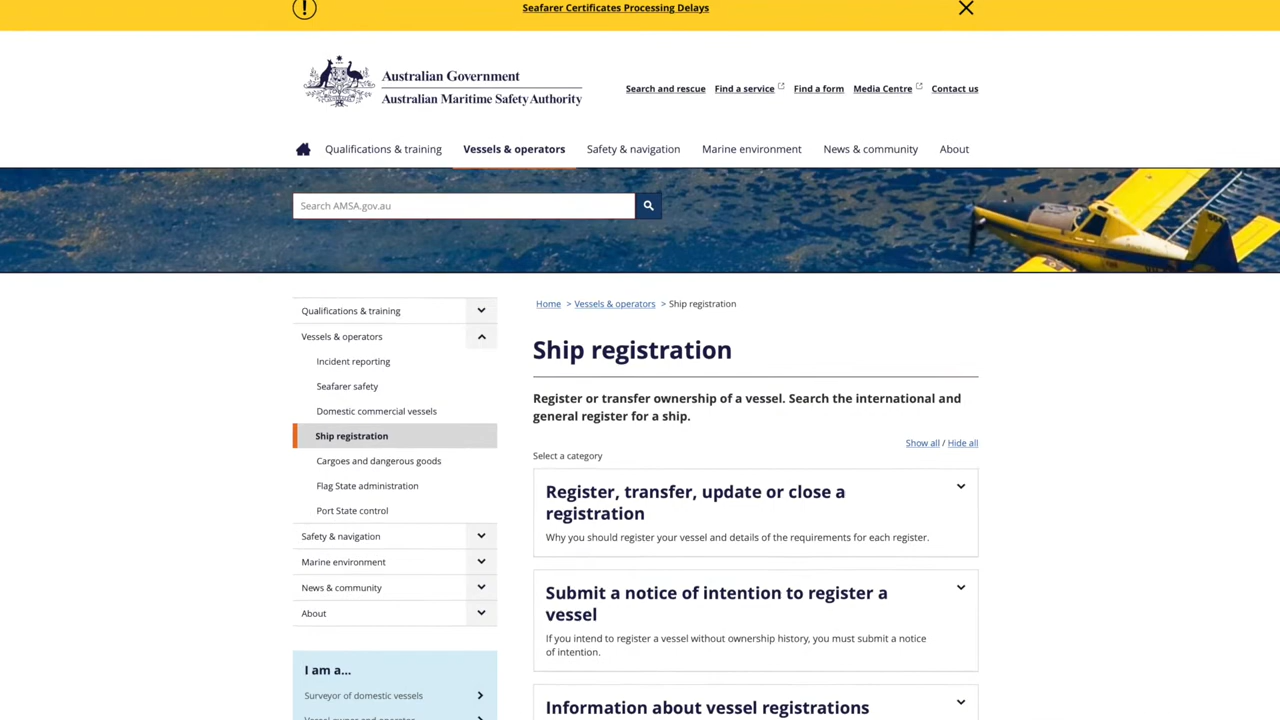 Seafarer Certificates Processing Delays
Australian Government
Australian Maritime Safety Authority
Search and rescue Find a service Find a form Media Centre Contact us
Qualifications & training Vessels & operators Safety & navigation Marine environment News & community About
Search AMSA.gov.au
Qualifications & training
Vessels & operators
Incident reporting
Seafarer safety
Domestic commercial vessels
Ship registration
Cargoes and dangerous goods
Flag State administration
Port State control
Safety & navigation
Marine environment
News & community
About
I am a...
Surveyor of domestic vessels
Vessel owner and operator
Home > Vessels & operators > Ship registration
Ship registration
Register or transfer ownership of a vessel. Search the international and
general register for a ship.
Show all / Hide all
Select a category
Register, transfer, update or close a
registration
Why you should register your vessel and details of the requirements for each register.
Submit a notice of intention to register a
vessel
If you intend to register a vessel without ownership history, you must submit a notice
of intention.
Information about vessel registrations